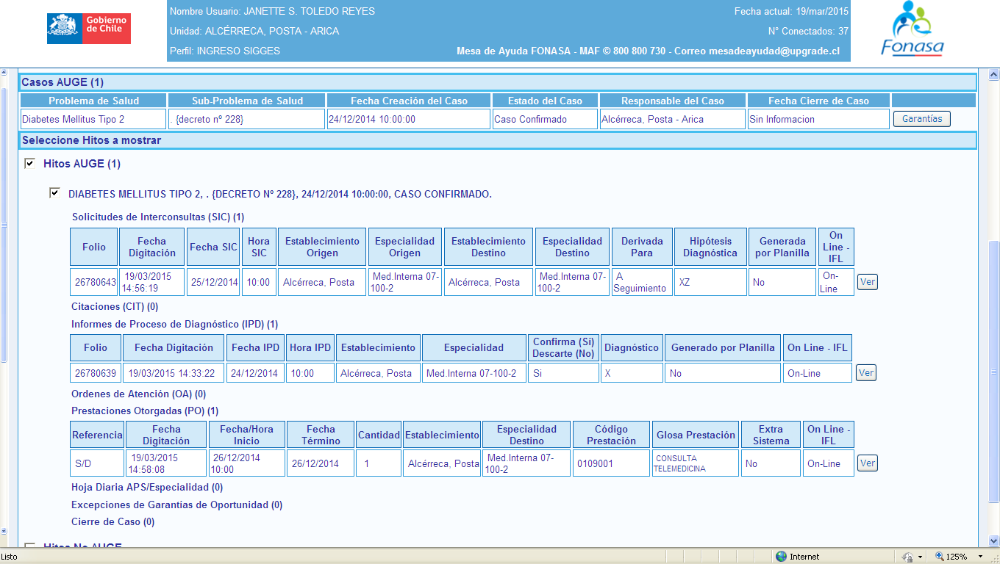 Gobierno
de Chile
Nombre Usuario: JANETTE S. TOLEDO REYES
Fecha actual: 19/mar/2015
Unidad: ALCÉRRECA, POSTA - ARICA
N° Conectados: 37
Perfil: INGRESO SIGGES
Mesa de Ayuda FONASA - MAF © 800 800 730 - Correo mesadeayudad@upgrade.cl
Fonasa
Casos AUGE (1)
Problema de Salud Sub-Problema de Salud Fecha Creación del Caso Estado del Caso Responsable del Caso Fecha Cierre de Caso
Diabetes Mellitus Tipo 2 . {decreto nº 228} 24/12/2014 10:00:00 Caso Confirmado Alcérreca, Posta - Arica Sin Informacion Garantías
Seleccione Hitos a mostrar
Hitos AUGE (1)
DIABETES MELLITUS TIPO 2, . {DECRETO Nº 228}, 24/12/2014 10:00:00, CASO CONFIRMADO.
Solicitudes de Interconsultas (SIC) (1)
Folio Fecha Digitación Fecha SIC Hora SIC Establecimiento Origen Especialidad Origen Establecimiento Destino Especialidad Destino Derivada Para Hipótesis Diagnóstica Generada por Planilla On Line - IFL
26780643 19/03/2015 14:56:19 25/12/2014 10:00 Alcérreca, Posta Med.Interna 07-100-2 Alcérreca, Posta Med.Interna 07-100-2 A Seguimiento XZ No On-Line Ver
Citaciones (CIT) (0)
Informes de Proceso de Diagnóstico (IPD) (1)
Folio Fecha Digitación Fecha IPD Hora IPD Establecimiento Especialidad Confirma (Sí) Descarte (No) Diagnóstico Generado por Planilla On Line - IFL
26780639 19/03/2015 14:33:22 24/12/2014 10:00 Alcérreca, Posta Med.Interna 07-100-2 Si X No On-Line Ver
Ordenes de Atención (OA) (0)
Prestaciones Otorgadas (PO) (1)
Referencia Fecha Digitación Fecha/Hora Inicio Fecha Término Cantidad Establecimiento Especialidad Destino Código Prestación Glosa Prestación Extra Sistema On Line - IFL
S/D 19/03/2015 14:58:08 26/12/2014 10:00 26/12/2014 1 Alcérreca, Posta Med.Interna 07-100-2 0109001 CONSULTA TELEMEDICINA No On-Line Ver
Hoja Diaria APS/Especialidad (0)
Excepciones de Garantías de Oportunidad (0)
Cierre de Caso (0)
Hitos No AUGE
Listo Internet 125%